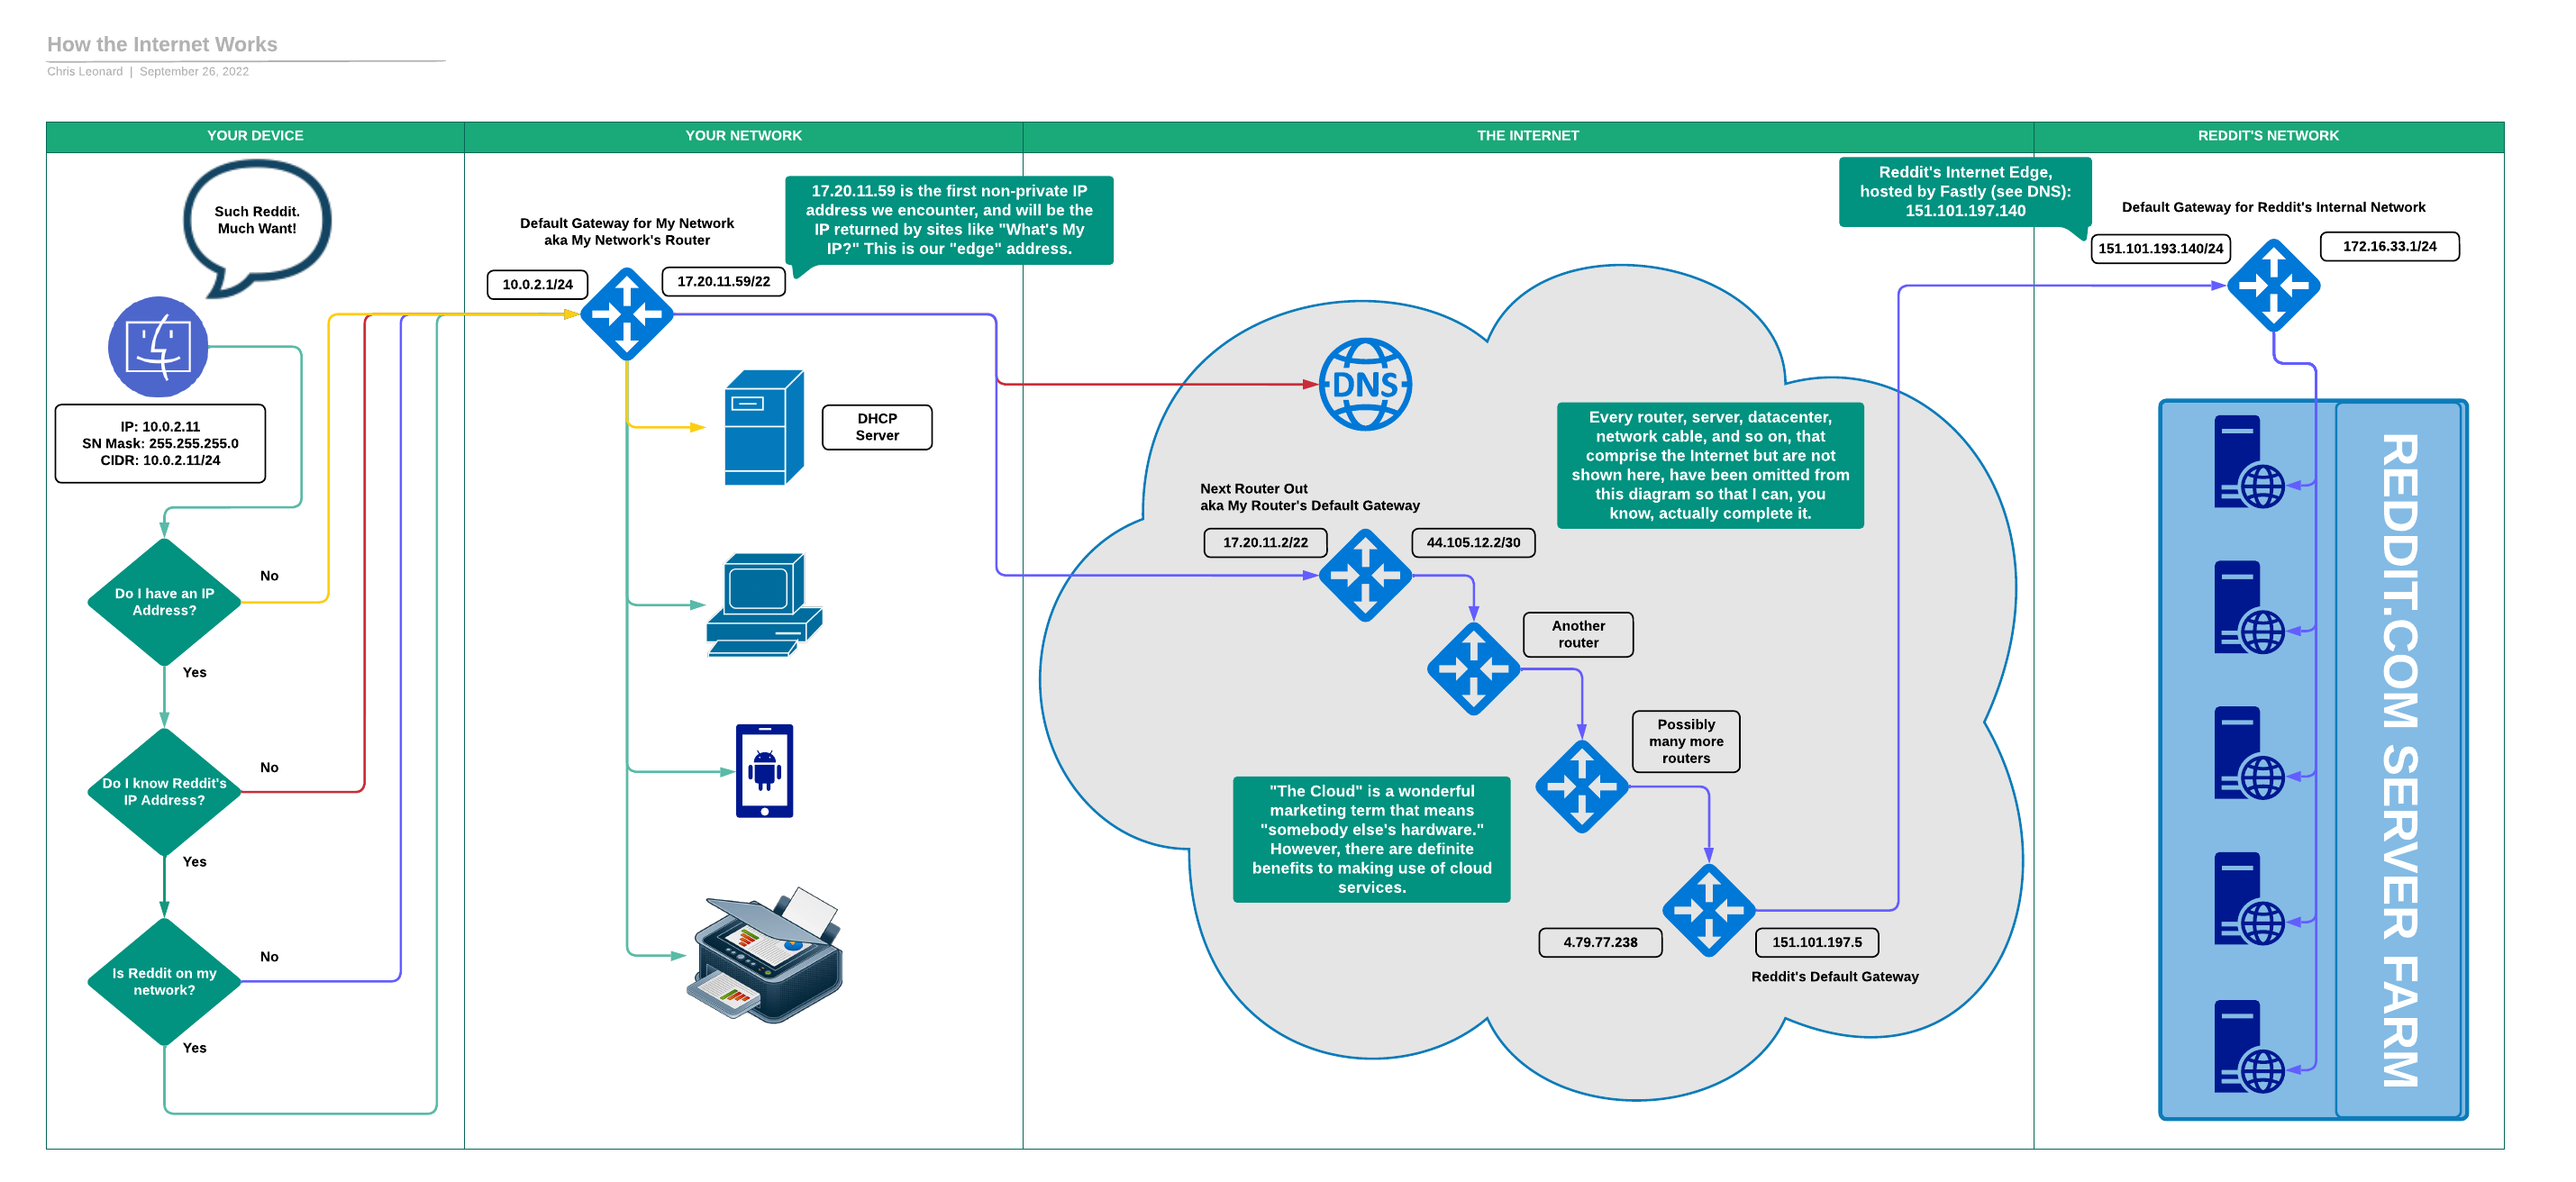 How the Internet Works
Chris Leonard | September 26, 2022
YOUR DEVICE
YOUR NETWORK
THE INTERNET
REDDIT'S NETWORK
Such Reddit.
Much Want!
IP: 10.0.2.11
SN Mask: 255.255.255.0
CIDR: 10.0.2.11/24
Do I have an IP
Address?
No
Yes
Do I know Reddit's
IP Address?
No
Yes
Is Reddit on my
network?
No
Yes
Default Gateway for My Network
aka My Network's Router
10.0.2.1/24
17.20.11.59/22
17.20.11.59 is the first non-private IP
address we encounter, and will be the
IP returned by sites like "What's My
IP?" This is our "edge" address.
DHCP
Server
DNS
Every router, server, datacenter,
network cable, and so on, that
comprise the Internet but are not
shown here, have been omitted from
this diagram so that I can, you
know, actually complete it.
Next Router Out
aka My Router's Default Gateway
17.20.11.2/22
44.105.12.2/30
Another
router
Possibly
many more
routers
"The Cloud" is a wonderful
marketing term that means
"somebody else's hardware."
However, there are definite
benefits to making use of cloud
services.
4.79.77.238
151.101.197.5
Reddit's Default Gateway
Reddit's Internet Edge,
hosted by Fastly (see DNS):
151.101.197.140
Default Gateway for Reddit's Internal Network
151.101.193.140/24
172.16.33.1/24
REDDIT.COM SERVER FARM